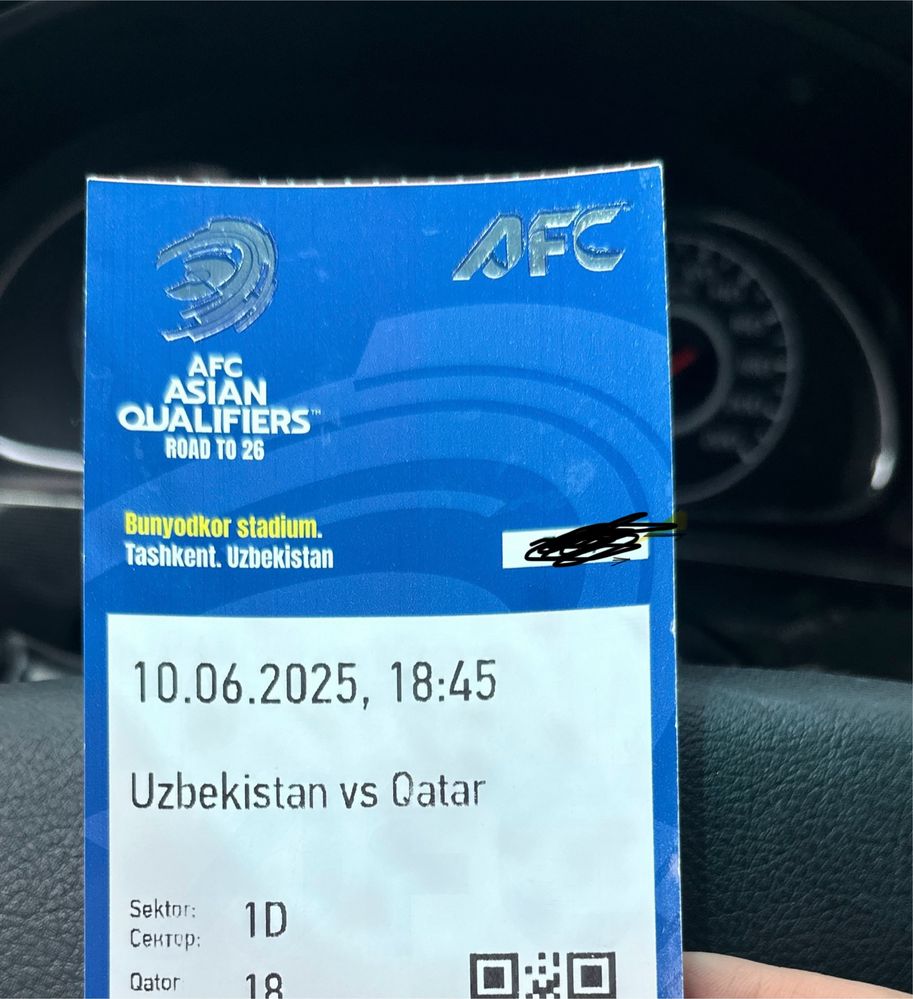 AFC
AFC
ASIAN
QUALIFIERS™
ROAD TO 26
Bunyodkor stadium.
Tashkent. Uzbekistan
10.06.2025, 18:45
Uzbekistan vs Qatar
Sektor: 1D
Сектор:
Qator 18